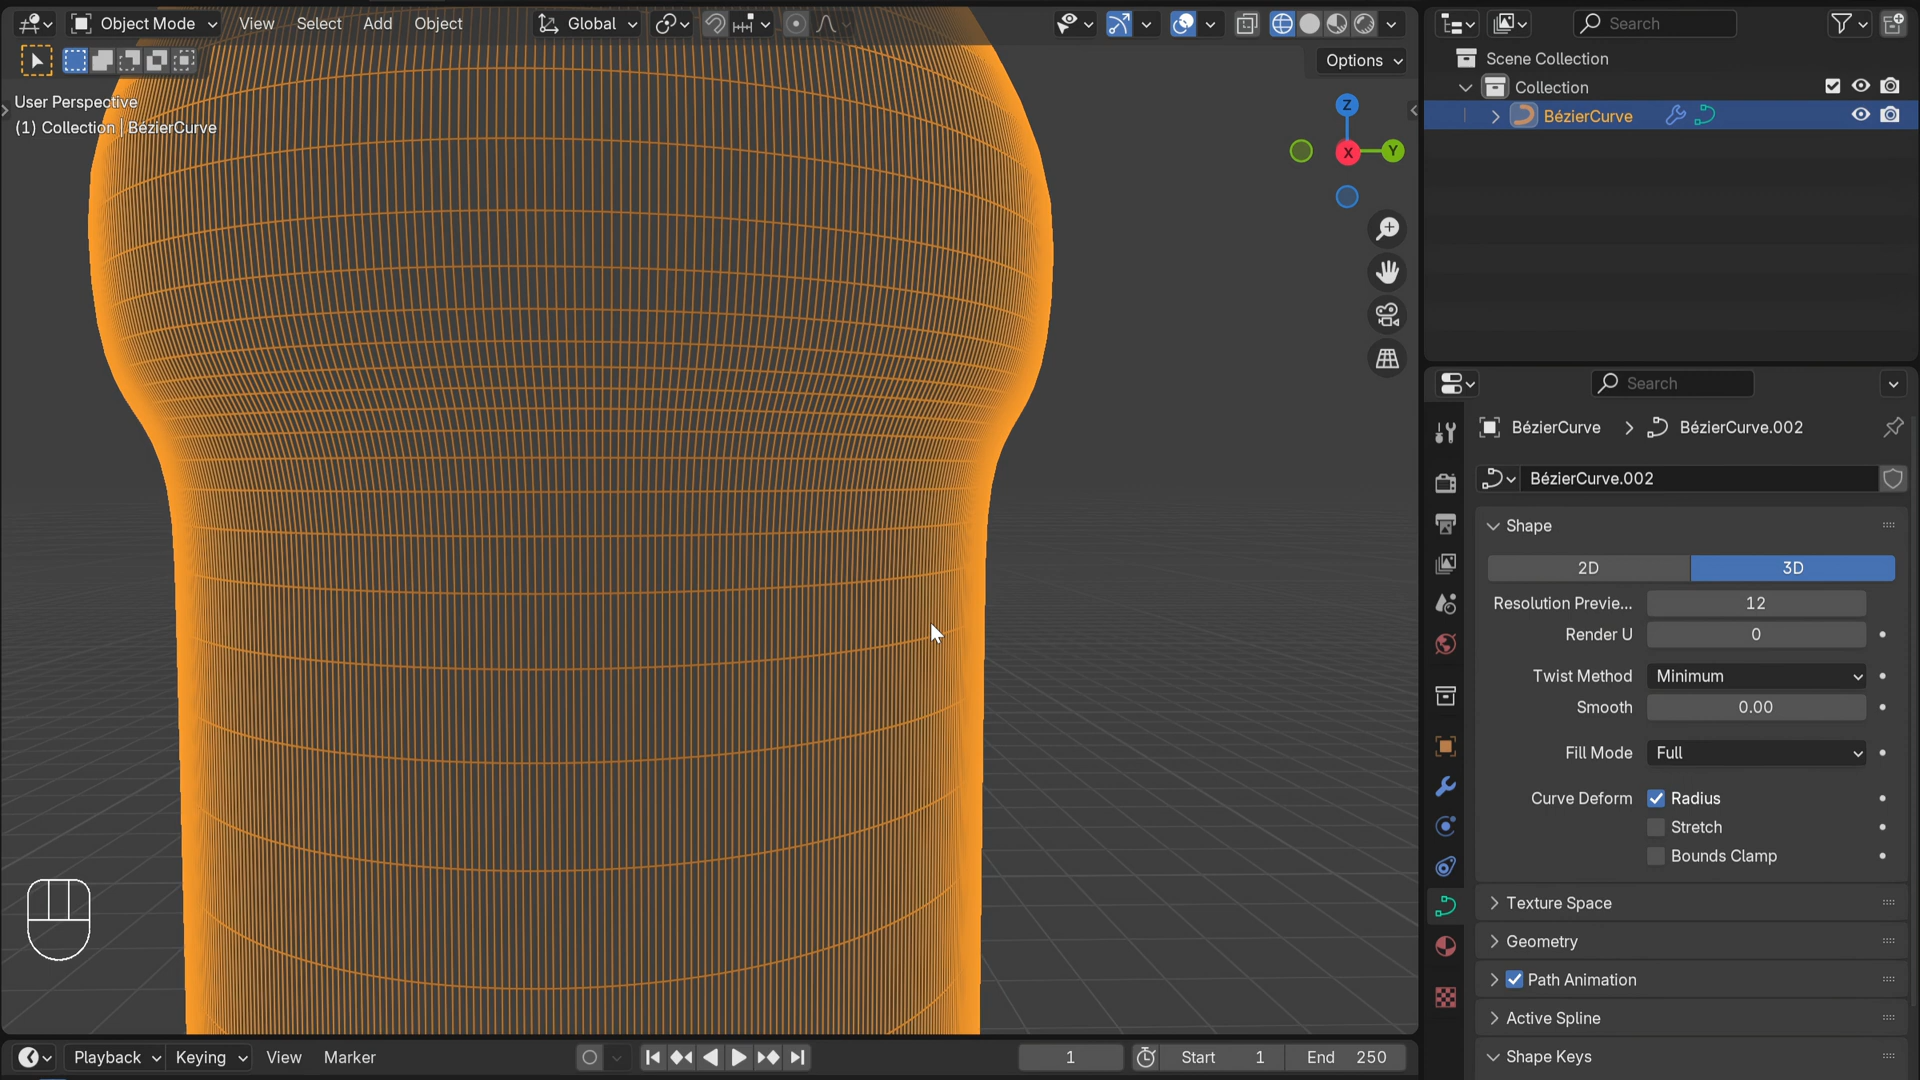 Object Mode View Select Add Object Global
Options
User Perspective
(1) Collection | BézierCurve
Z
X
Y
Search
Scene Collection
Collection
BézierCurve
Search
BézierCurve > BézierCurve.002
BézierCurve.002
Shape
2D 3D
Resolution Previe... 12
Render U 0
Twist Method Minimum
Smooth 0.00
Fill Mode Full
Curve Deform Radius
Stretch
Bounds Clamp
Texture Space
Geometry
Path Animation
Active Spline
Shape Keys
Playback Keying View Marker 1 Start 1 End 250